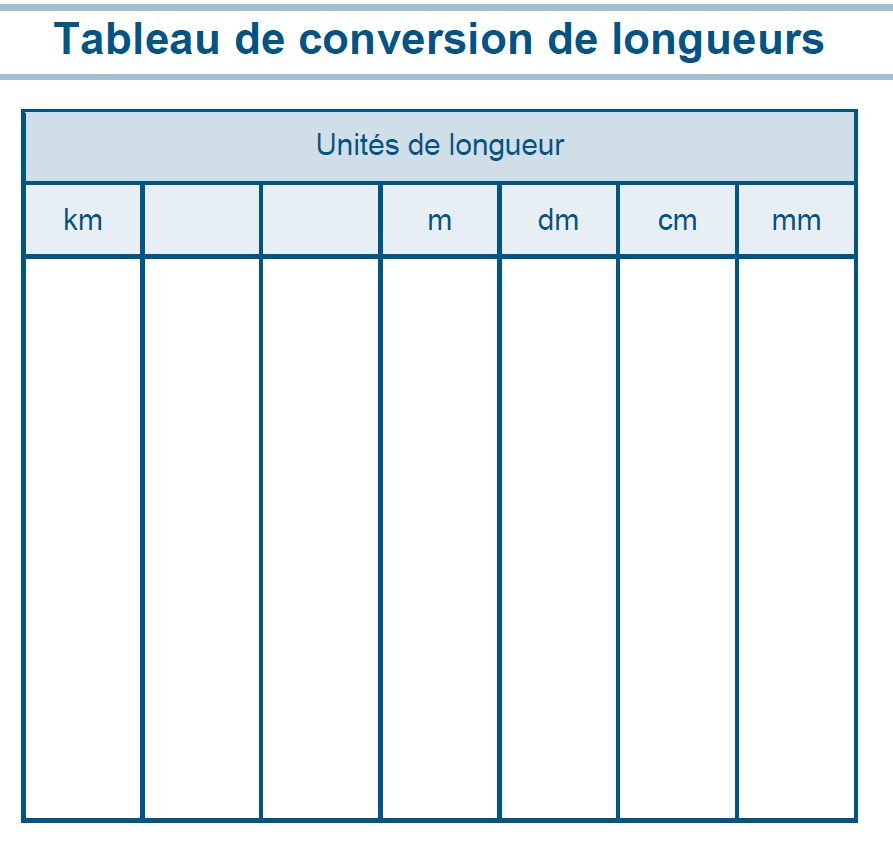 Tableau de conversion de longueurs
Unités de longueur
km m dm cm mm